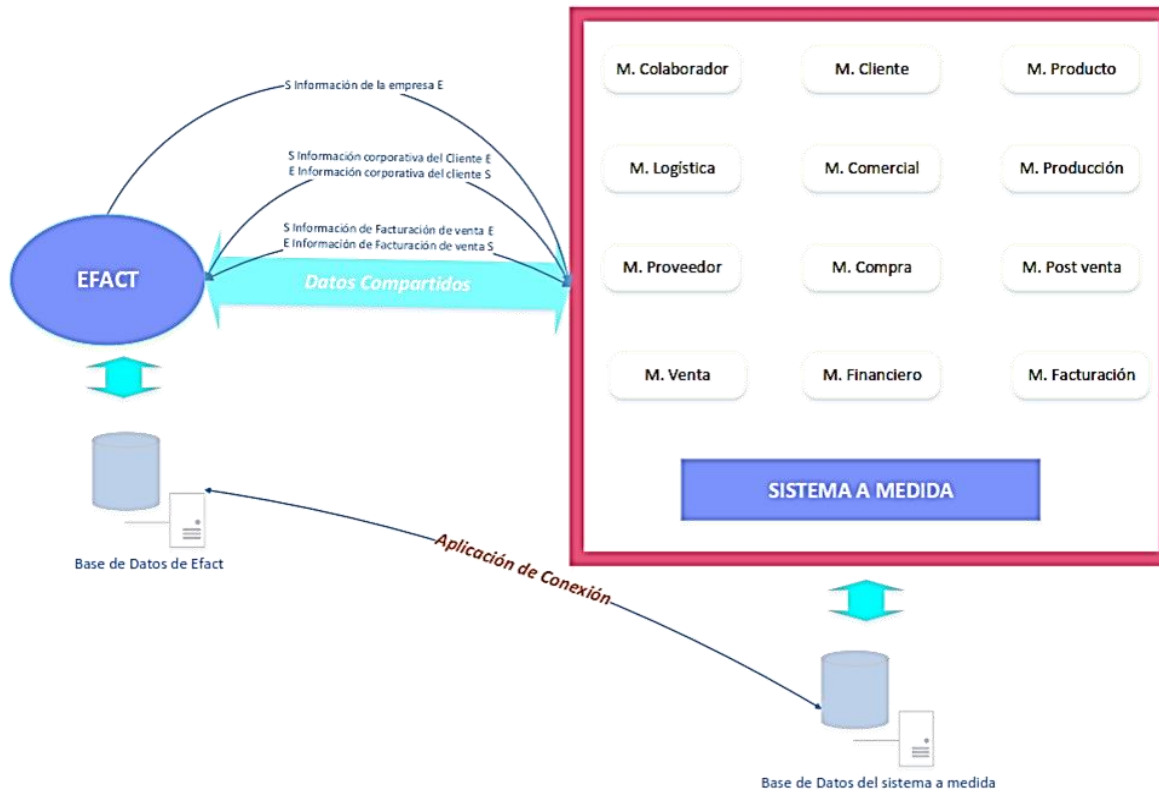 M. Colaborador
M. Cliente
M. Producto
S Información de la empresa E
S Información corporativa del Cliente E
E Información corporativa del cliente S
M. Logística
M. Comercial
M. Producción
S Información de Facturación de venta E
E Información de Facturación de venta S
EFACT
Datos Compartidos
M. Proveedor
M. Compra
M. Post venta
M. Venta
M. Financiero
M. Facturación
SISTEMA A MEDIDA
Base de Datos de Efact
Aplicación de Conexión
Base de Datos del sistema a medida